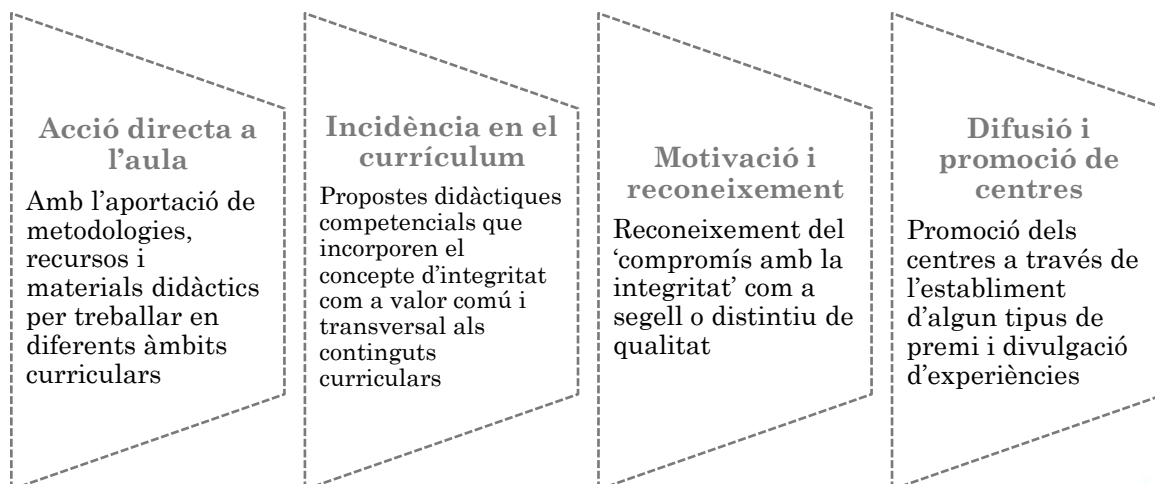 Acció directa a
l’aula
Amb l’aportació de
metodologies,
recursos i
materials didàctics
per treballar en
diferents àmbits
curriculars
Incidència en el
currículum
Propostes didàctiques
competencials que
incorporen el
concepte d’integritat
com a valor comú i
transversal als
continguts
curriculars
Motivació i
reconeixement
Reconeixement del
‘compromís amb la
integritat’ com a
segell o distintiu de
qualitat
Difusió i
promoció de
centres
Promoció dels
centres a través de
l’establiment
d’algun tipus de
premi i divulgació
d’experiències